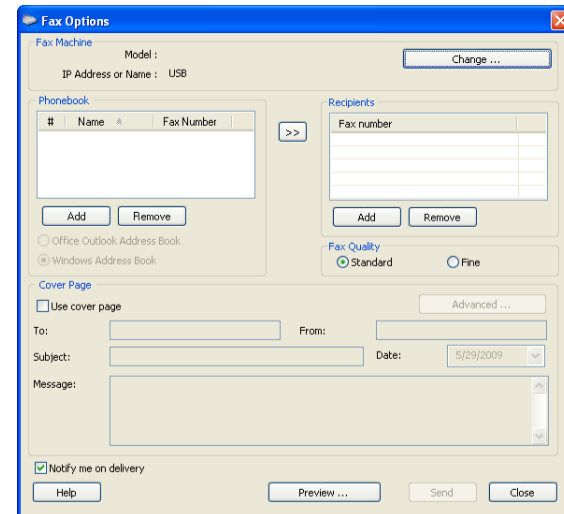 Fax Options
Fax Machine
Model :
Change ...
IP Address or Name : USB
Phonebook
# Name Fax Number
>>
Add Remove
Office Outlook Address Book
Windows Address Book
Recipients
Fax number
Add Remove
Fax Quality
Standard Fine
Cover Page
Use cover page
Advanced ...
To: From:
Subject: Date: 5/29/2009
Message:
Notify me on delivery
Help Preview ... Send Close